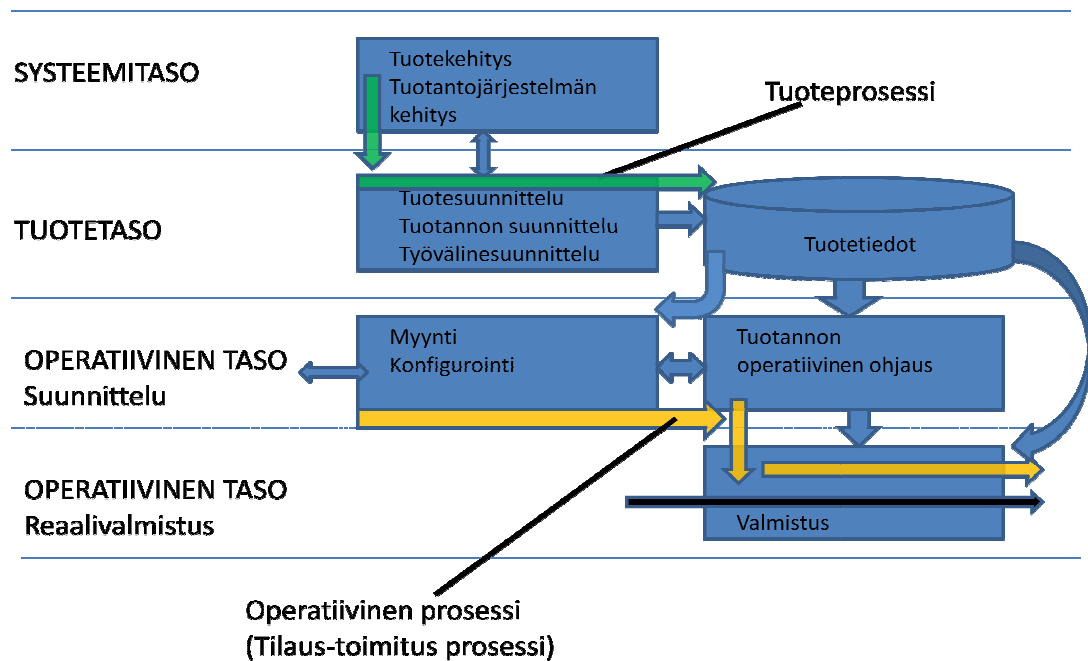 SYSTEEMITASO
Tuotekehitys
Tuotantojärjestelmän
kehitys
Tuoteprosessi
TUOTETASO
Tuotesuunnittelu
Tuotannon suunnittelu
Työvälinesuunnittelu
Tuotetiedot
OPERATIIVINEN TASO
Suunnittelu
Myynti
Konfigurointi
Tuotannon
operatiivinen ohjaus
OPERATIIVINEN TASO
Reaalivalmistus
Valmistus
Operatiivinen prosessi
(Tilaus-toimitus prosessi)